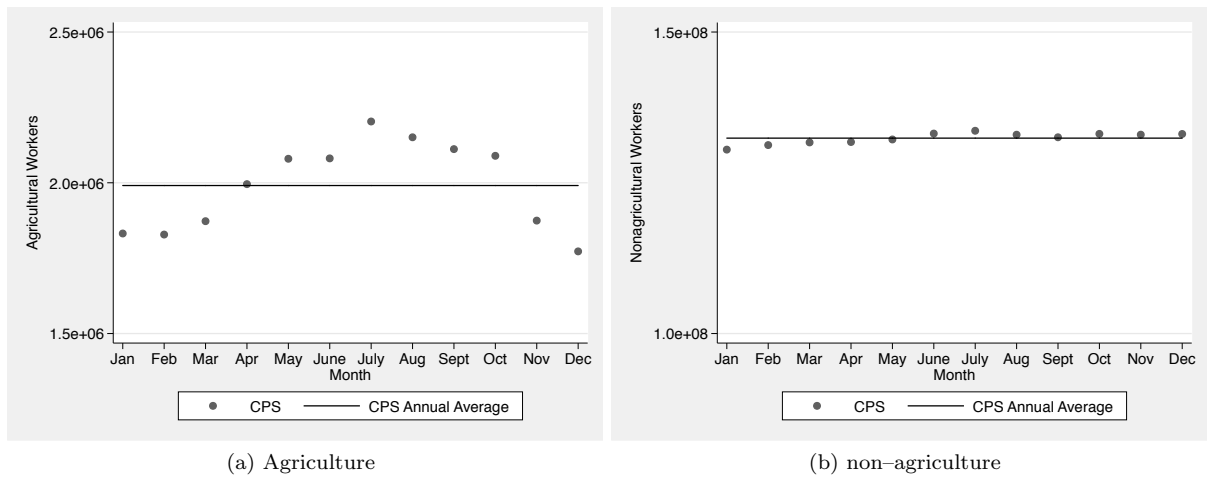 2.5e+06
2.0e+06
1.5e+06
Agricultural Workers
Jan Feb Mar Apr May June July Aug Sept Oct Nov Dec
Month
CPS CPS Annual Average
(a) Agriculture
1.5e+08
1.0e+08
Nonagricultural Workers
Jan Feb Mar Apr May June July Aug Sept Oct Nov Dec
Month
CPS CPS Annual Average
(b) non–agriculture